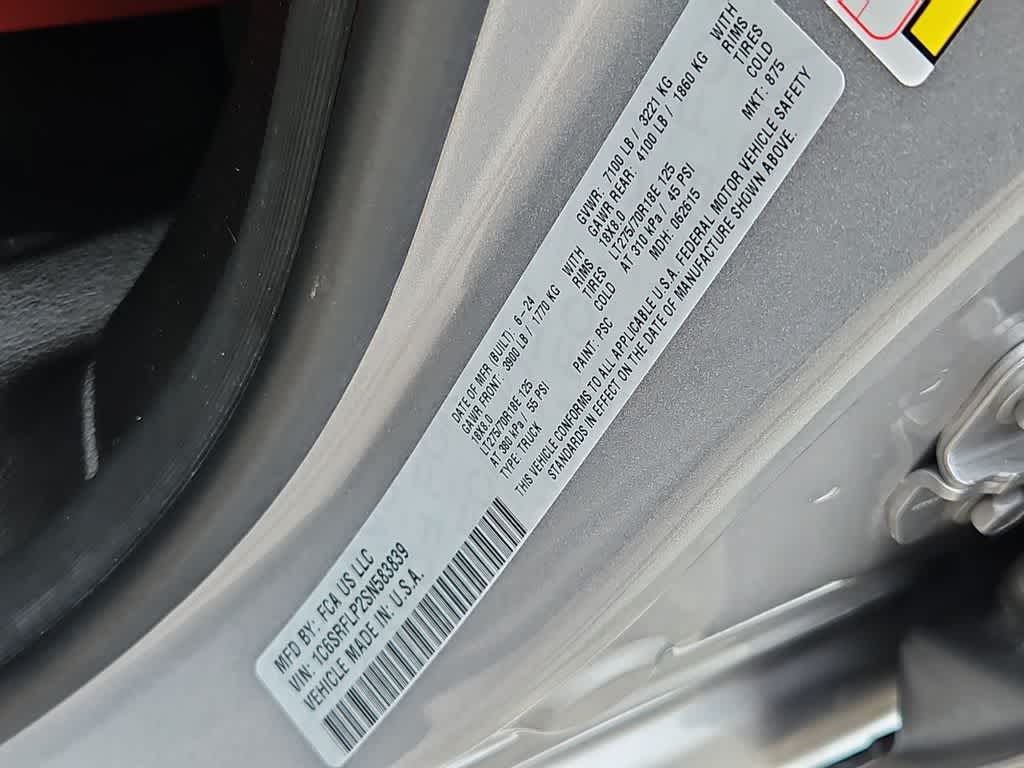 MFD BY: FCA US LLC
VIN: 1C6SRFLP2SN583839
VEHICLE MADE IN: U.S.A.
DATE OF MFR (BUILT): 6-24
GAWR FRONT: 3900 LB / 1770 KG WITH
18X8.0 RIMS
LT275/70R18E 125 TIRES
AT 380 kPa / 55 PSI COLD
TYPE: TRUCK PAINT: PSC
GVWR: 7100 LB / 3221 KG
GAWR REAR: 4100 LB / 1860 KG WITH
18X8.0 RIMS
LT275/70R18E 125 TIRES
AT 310 kPa / 45 PSI COLD
MDH: 062615 MKT: 875
THIS VEHICLE CONFORMS TO ALL APPLICABLE U.S.A. FEDERAL MOTOR VEHICLE SAFETY
STANDARDS IN EFFECT ON THE DATE OF MANUFACTURE SHOWN ABOVE.